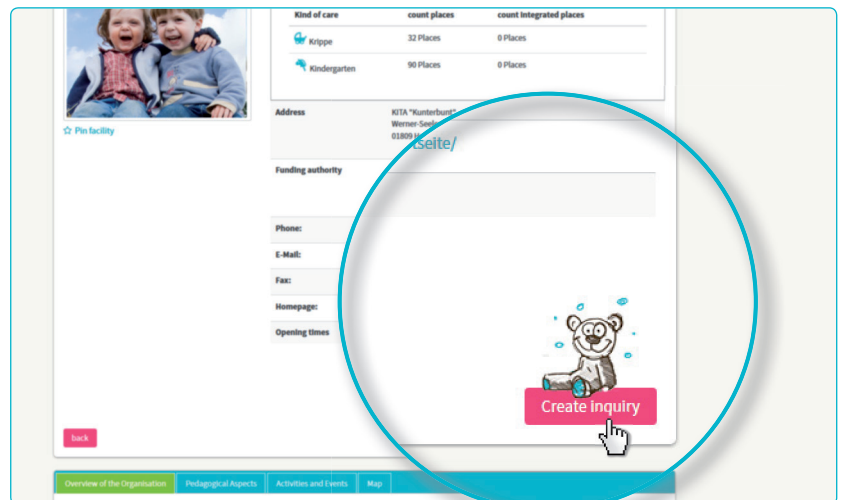 Kind of care count places count integrated places
Krippe 32 Places 0 Places
Kindergarten 90 Places 0 Places
☆ Pin facility
Address KITA "Kunterbunt"
01809
tseite/
Funding authority
Phone:
E-Mail:
Fax:
Homepage:
Opening times
Create inquiry
back
Overview of the Organisation Pedagogical Aspects Activities and Events Map